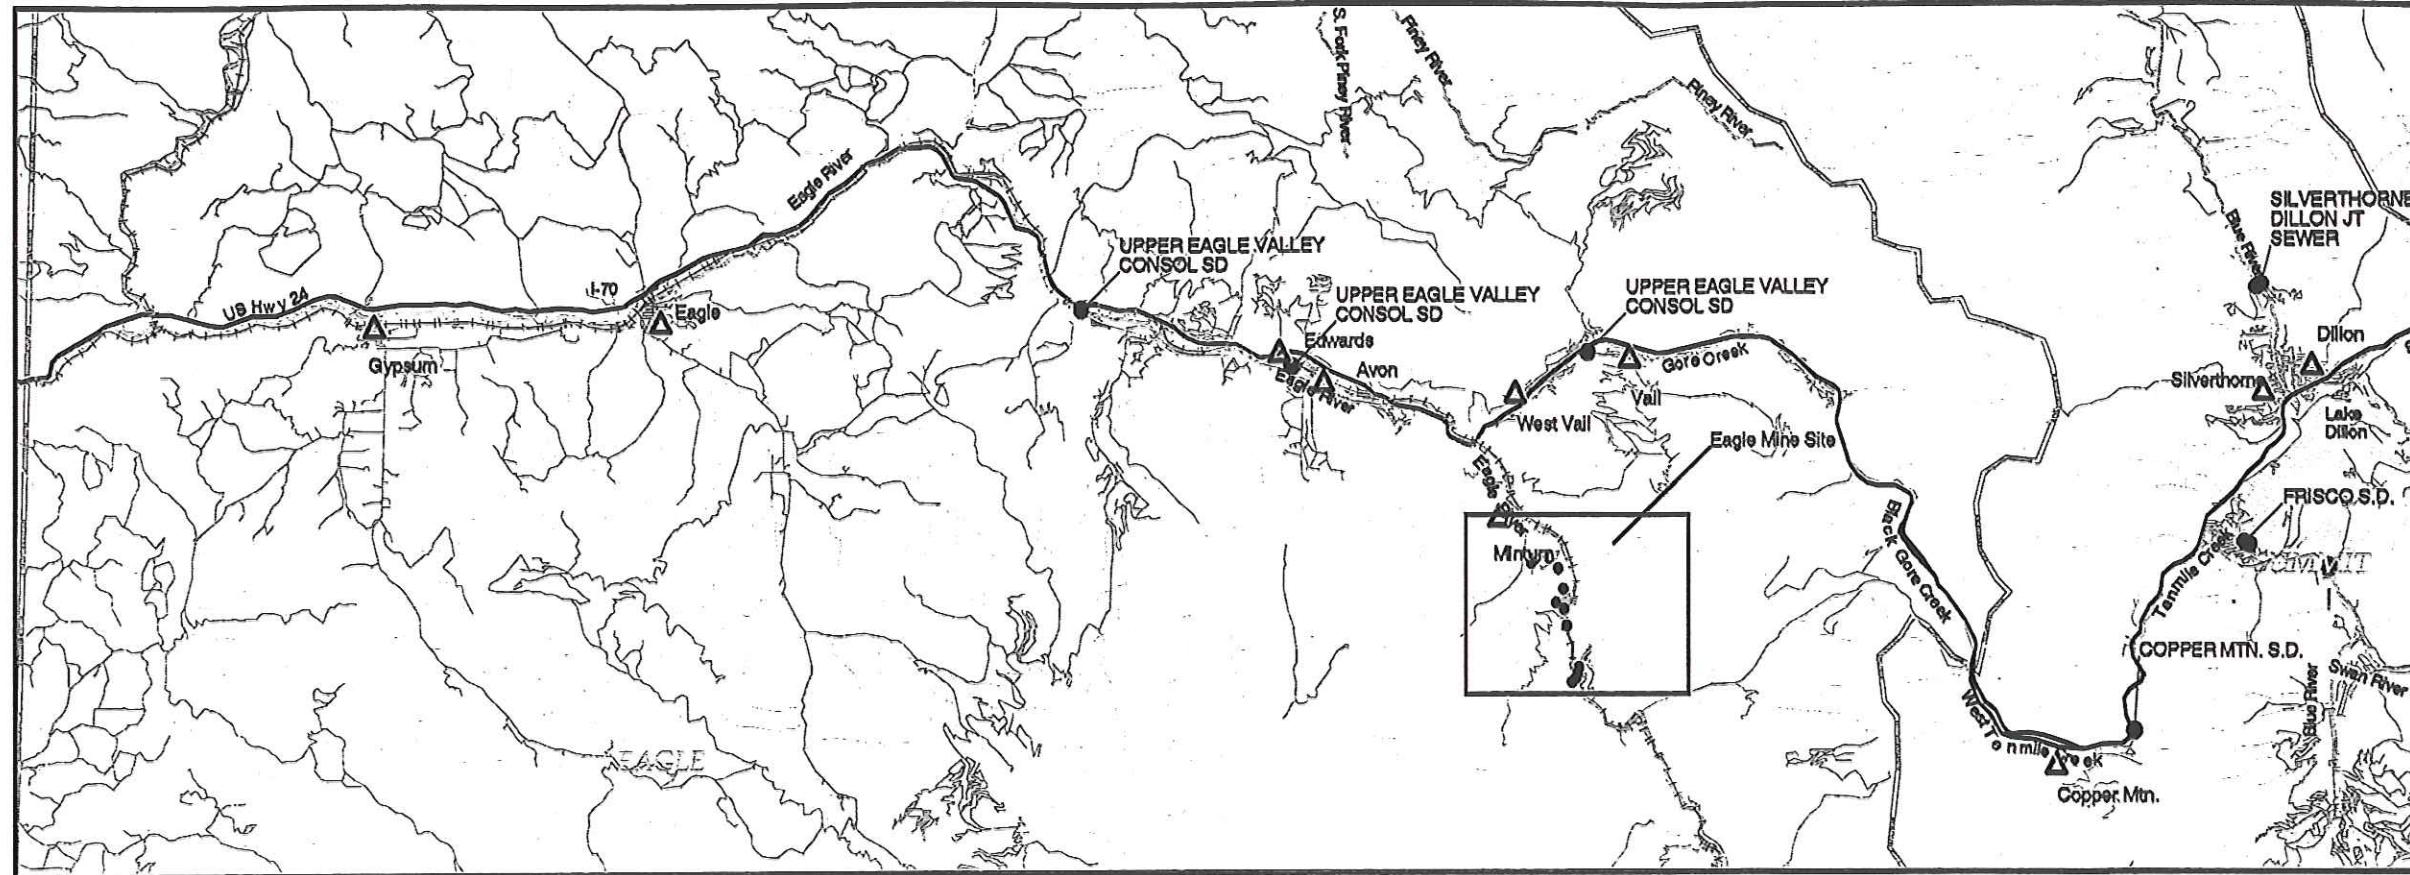 S. Fork Piney River
Piney River
Piney River
Eagle River
SILVERTHORNE
DILLON JT
SEWER
Blue River
UPPER EAGLE VALLEY
CONSOL SD
UPPER EAGLE VALLEY
CONSOL SD
UPPER EAGLE VALLEY
CONSOL SD
US Hwy 24
I-70
Eagle
Gypsum
Edwards
Avon
Eagle River
Gore Creek
Vail
West Vail
Dillon
Silverthorne
Lake
Dillon
Eagle Mine Site
Eagle River
Minturn
Black Gore Creek
FRISCO S.D.
SUMMIT
Tenmile Creek
COPPER MTN. S.D.
Swan River
Blue River
West Tenmile Creek
Copper Mtn.
EAGLE